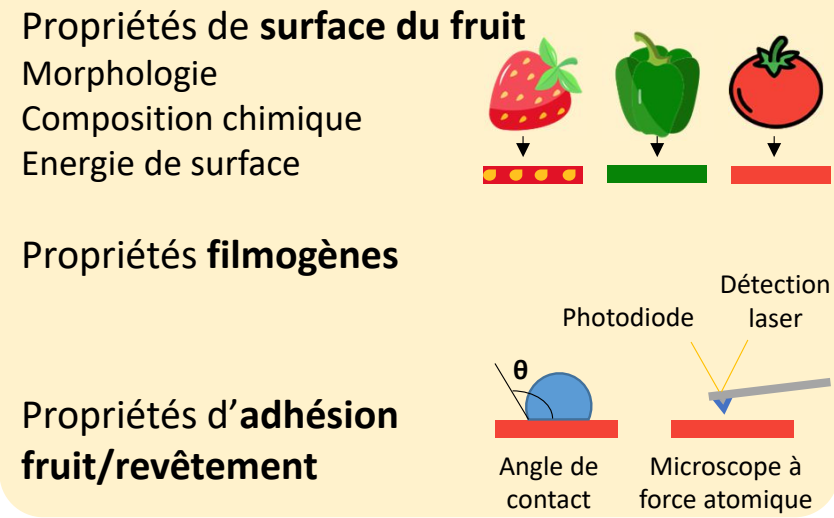 Propriétés de surface du fruit
Morphologie
Composition chimique
Energie de surface
Propriétés filmogènes
Détection
laser
Photodiode
θ
Propriétés d’adhésion
fruit/revêtement
Angle de
contact
Microscope à
force atomique